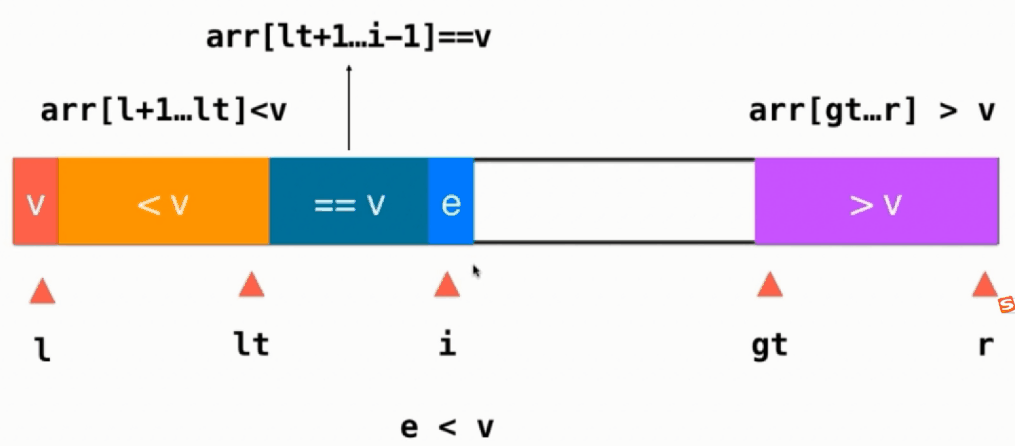 arr[lt+1…i-1]==v
arr[l+1…lt]<v
arr[gt…r] > v
v < v == v e > v
l lt i gt r
e < v
S